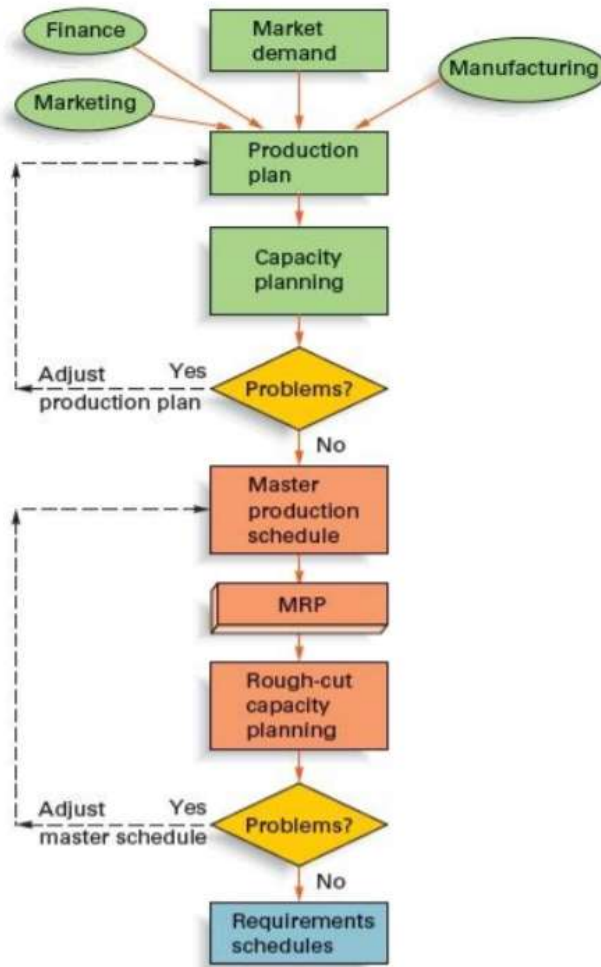 Finance
Market
demand
Manufacturing
Marketing
Production
plan
Capacity
planning
Adjust Yes
production plan
Problems?
No
Master
production
schedule
MRP
Rough-cut
capacity
planning
Adjust Yes
master schedule
Problems?
No
Requirements
schedules